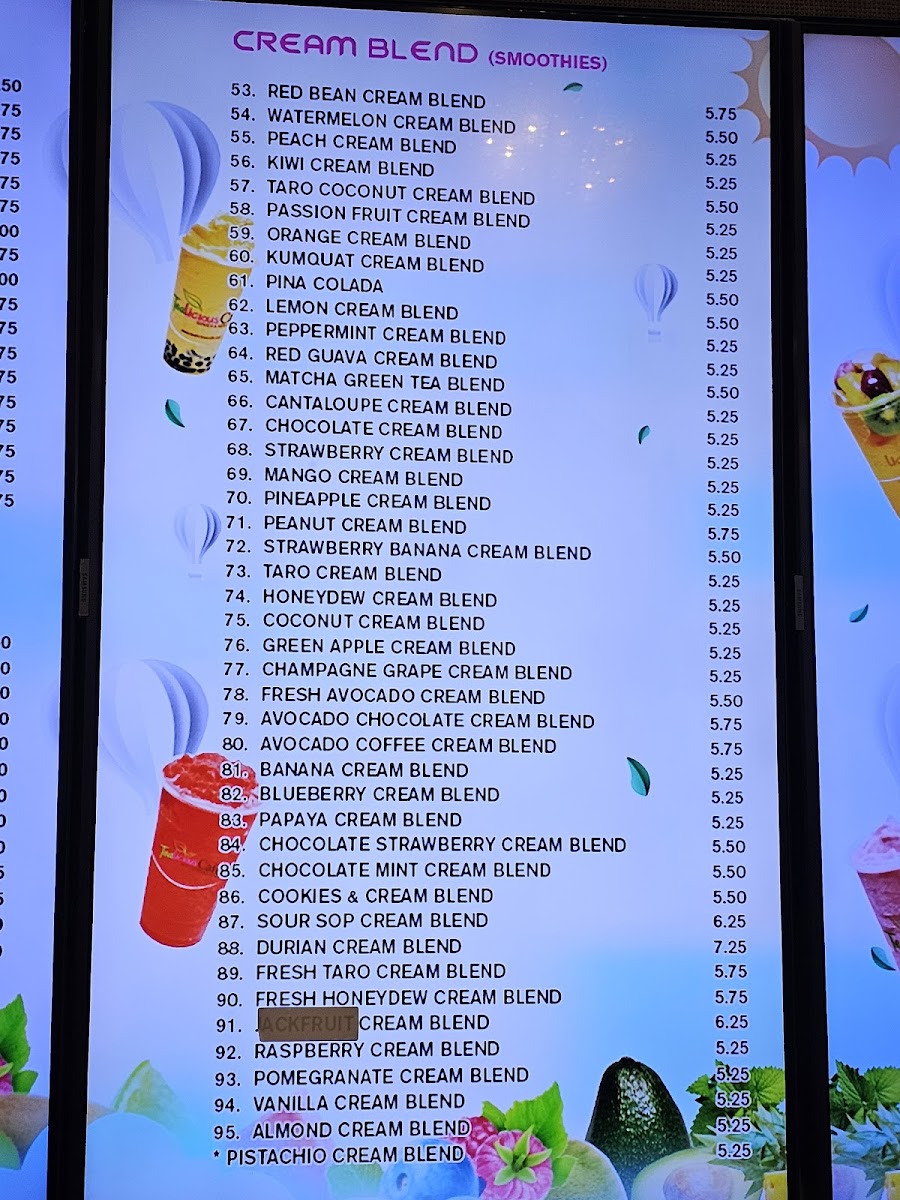 CREAM BLEND (SMOOTHIES)
53. RED BEAN CREAM BLEND 5.75
54. WATERMELON CREAM BLEND 5.50
55. PEACH CREAM BLEND 5.25
56. KIWI CREAM BLEND 5.25
57. TARO COCONUT CREAM BLEND 5.50
58. PASSION FRUIT CREAM BLEND 5.25
59. ORANGE CREAM BLEND 5.25
60. KUMQUAT CREAM BLEND 5.25
61. PINA COLADA 5.50
62. LEMON CREAM BLEND 5.50
63. PEPPERMINT CREAM BLEND 5.25
64. RED GUAVA CREAM BLEND 5.25
65. MATCHA GREEN TEA BLEND 5.50
66. CANTALOUPE CREAM BLEND 5.25
67. CHOCOLATE CREAM BLEND 5.25
68. STRAWBERRY CREAM BLEND 5.25
69. MANGO CREAM BLEND 5.25
70. PINEAPPLE CREAM BLEND 5.25
71. PEANUT CREAM BLEND 5.75
72. STRAWBERRY BANANA CREAM BLEND 5.50
73. TARO CREAM BLEND 5.25
74. HONEYDEW CREAM BLEND 5.25
75. COCONUT CREAM BLEND 5.25
76. GREEN APPLE CREAM BLEND 5.25
77. CHAMPAGNE GRAPE CREAM BLEND 5.25
78. FRESH AVOCADO CREAM BLEND 5.50
79. AVOCADO CHOCOLATE CREAM BLEND 5.75
80. AVOCADO COFFEE CREAM BLEND 5.75
81. BANANA CREAM BLEND 5.25
82. BLUEBERRY CREAM BLEND 5.25
83. PAPAYA CREAM BLEND 5.25
84. CHOCOLATE STRAWBERRY CREAM BLEND 5.50
85. CHOCOLATE MINT CREAM BLEND 5.50
86. COOKIES & CREAM BLEND 5.50
87. SOUR SOP CREAM BLEND 6.25
88. DURIAN CREAM BLEND 7.25
89. FRESH TARO CREAM BLEND 5.75
90. FRESH HONEYDEW CREAM BLEND 5.75
91. JACKFRUIT CREAM BLEND 6.25
92. RASPBERRY CREAM BLEND 5.25
93. POMEGRANATE CREAM BLEND 5.25
94. VANILLA CREAM BLEND 5.25
95. ALMOND CREAM BLEND 5.25
* PISTACHIO CREAM BLEND 5.25